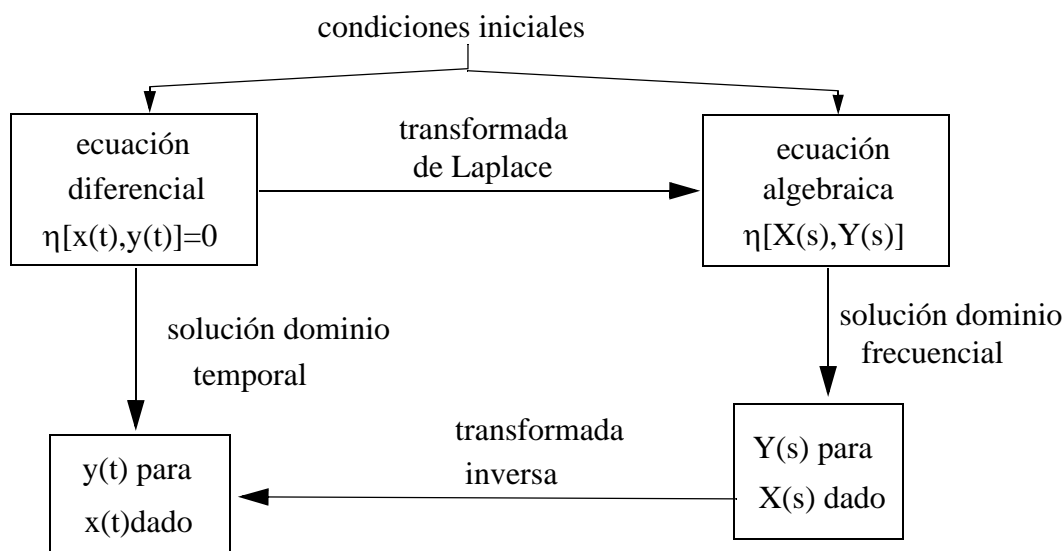 condiciones iniciales
ecuación
diferencial
η[x(t),y(t)]=0
transformada
de Laplace
ecuación
algebraica
η[X(s),Y(s)]
solución dominio
temporal
solución dominio
frecuencial
y(t) para
x(t)dado
transformada
inversa
Y(s) para
X(s) dado